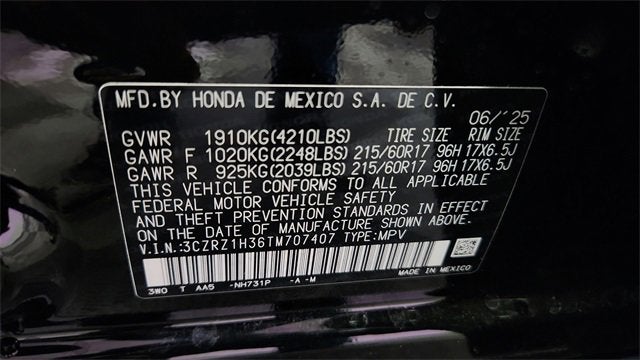 MFD. BY HONDA DE MEXICO S.A. DE C.V.
06/'25
GVWR 1910KG(4210LBS) TIRE SIZE RIM SIZE
GAWR F 1020KG(2248LBS) 215/60R17 96H 17X6.5J
GAWR R 925KG(2039LBS) 215/60R17 96H 17X6.5J
THIS VEHICLE CONFORMS TO ALL APPLICABLE
FEDERAL MOTOR VEHICLE SAFETY
AND THEFT PREVENTION STANDARDS IN EFFECT
ON THE DATE OF MANUFACTURE SHOWN ABOVE.
V.I.N.:3CZRZ1H36TM707407 TYPE:MPV
MADE IN MEXICO
3W0 T AA5 -NH731P -A -M